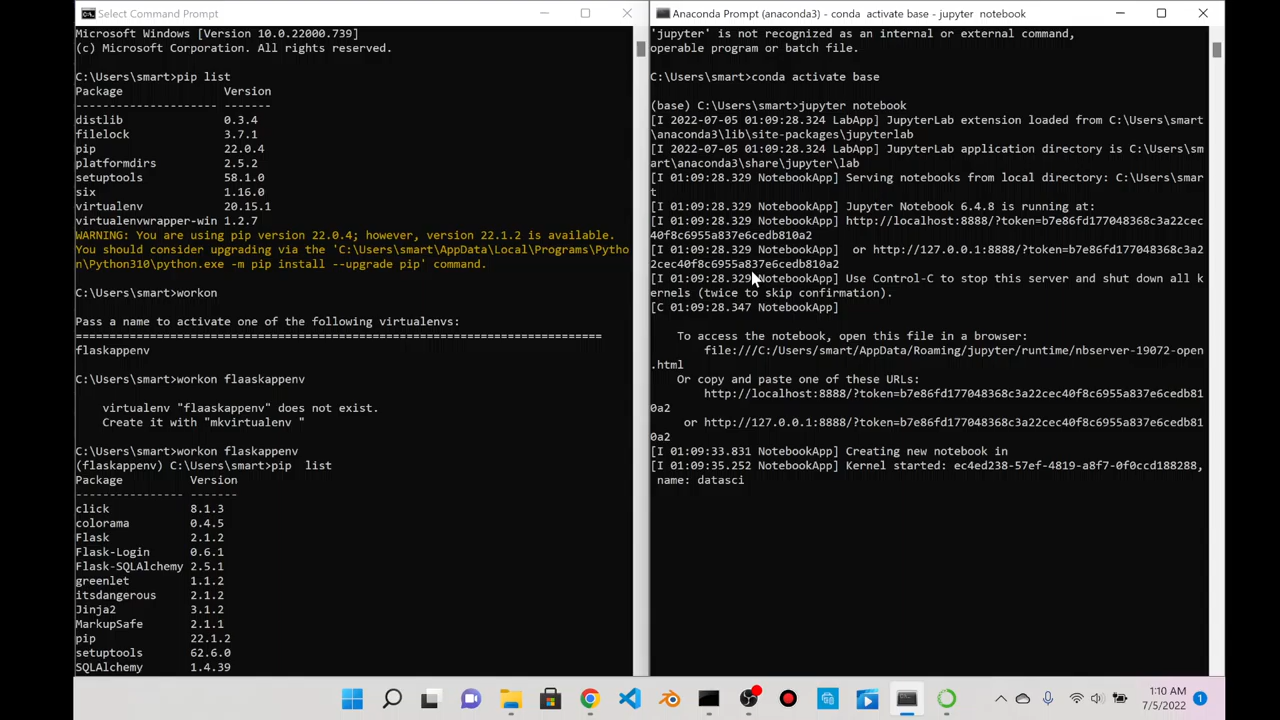 Select Command Prompt
Microsoft Windows [Version 10.0.22000.739]
(c) Microsoft Corporation. All rights reserved.
C:\Users\smart>pip list
Package Version
------------------- -------
distlib 0.3.4
filelock 3.7.1
pip 22.0.4
platformdirs 2.5.2
setuptools 58.1.0
six 1.16.0
virtualenv 20.15.1
virtualenvwrapper-win 1.2.7
WARNING: You are using pip version 22.0.4; however, version 22.1.2 is available.
You should consider upgrading via the 'C:\Users\smart\AppData\Local\Programs\Pytho
n\Python310\python.exe -m pip install --upgrade pip' command.
C:\Users\smart>workon
Pass a name to activate one of the following virtualenvs:
==============================================================================
flaskappenv
C:\Users\smart>workon flaaskappenv
virtualenv "flaaskappenv" does not exist.
Create it with "mkvirtualenv "
C:\Users\smart>workon flaskappenv
(flaskappenv) C:\Users\smart>pip  list
Package Version
---------------- -------
click 8.1.3
colorama 0.4.5
Flask 2.1.2
Flask-Login 0.6.1
Flask-SQLAlchemy 2.5.1
greenlet 1.1.2
itsdangerous 2.1.2
Jinja2 3.1.2
MarkupSafe 2.1.1
pip 22.1.2
setuptools 62.6.0
SQLAlchemy 1.4.39
Anaconda Prompt (anaconda3) - conda activate base - jupyter notebook
'jupyter' is not recognized as an internal or external command,
operable program or batch file.
C:\Users\smart>conda activate base
(base) C:\Users\smart>jupyter notebook
[I 2022-07-05 01:09:28.324 LabApp] JupyterLab extension loaded from C:\Users\smart
\anaconda3\lib\site-packages\jupyterlab
[I 2022-07-05 01:09:28.324 LabApp] JupyterLab application directory is C:\Users\sm
art\anaconda3\share\jupyter\lab
[I 01:09:28.329 NotebookApp] Serving notebooks from local directory: C:\Users\smar
t
[I 01:09:28.329 NotebookApp] Jupyter Notebook 6.4.8 is running at:
[I 01:09:28.329 NotebookApp] http://localhost:8888/?token=b7e86fd177048368c3a22cec
40f8c6955a837e6cedb810a2
[I 01:09:28.329 NotebookApp]  or http://127.0.0.1:8888/?token=b7e86fd177048368c3a2
2cec40f8c6955a837e6cedb810a2
[I 01:09:28.329 NotebookApp] Use Control-C to stop this server and shut down all k
ernels (twice to skip confirmation).
[C 01:09:28.347 NotebookApp]
To access the notebook, open this file in a browser:
file:///C:/Users/smart/AppData/Roaming/jupyter/runtime/nbserver-19072-open
.html
Or copy and paste one of these URLs:
http://localhost:8888/?token=b7e86fd177048368c3a22cec40f8c6955a837e6cedb81
0a2
or http://127.0.0.1:8888/?token=b7e86fd177048368c3a22cec40f8c6955a837e6cedb81
0a2
[I 01:09:33.831 NotebookApp] Creating new notebook in
[I 01:09:35.252 NotebookApp] Kernel started: ec4ed238-57ef-4819-a8f7-0f0ccd188288,
name: datasci
1:10 AM
7/5/2022
1